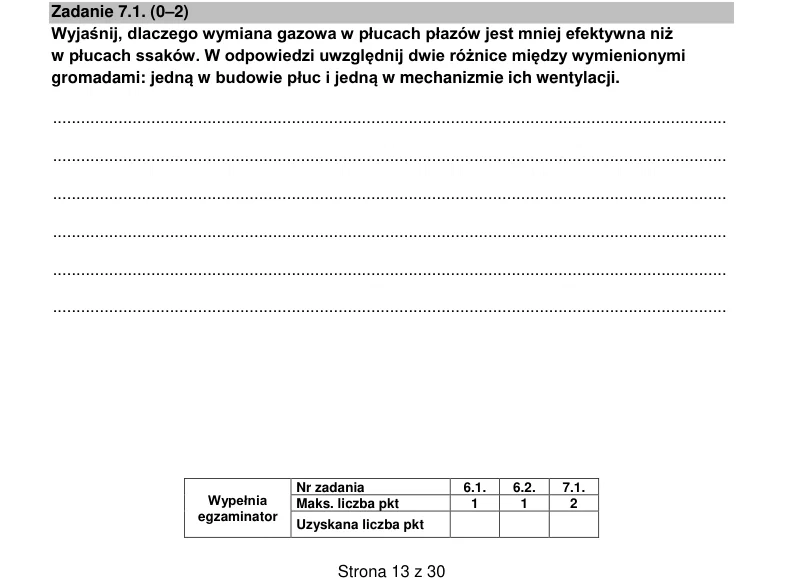 Zadanie 7.1. (0–2)
Wyjaśnij, dlaczego wymiana gazowa w płucach płazów jest mniej efektywna niż
w płucach ssaków. W odpowiedzi uwzględnij dwie różnice między wymienionymi
gromadami: jedną w budowie płuc i jedną w mechanizmie ich wentylacji.
Wypełnia
egzaminator
Nr zadania 6.1. 6.2. 7.1.
Maks. liczba pkt 1 1 2
Uzyskana liczba pkt
Strona 13 z 30